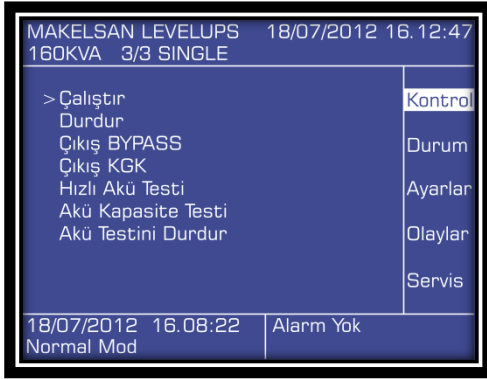 MAKELSAN LEVELUPS 18/07/2012 16.12:47
160KVA 3/3 SINGLE
>Çalıştır
Durdur
Çıkış BYPASS
Çıkış KGK
Hızlı Akü Testi
Akü Kapasite Testi
Akü Testini Durdur
Kontrol
Durum
Ayarlar
Olaylar
Servis
18/07/2012 16.08:22
Normal Mod
Alarm Yok